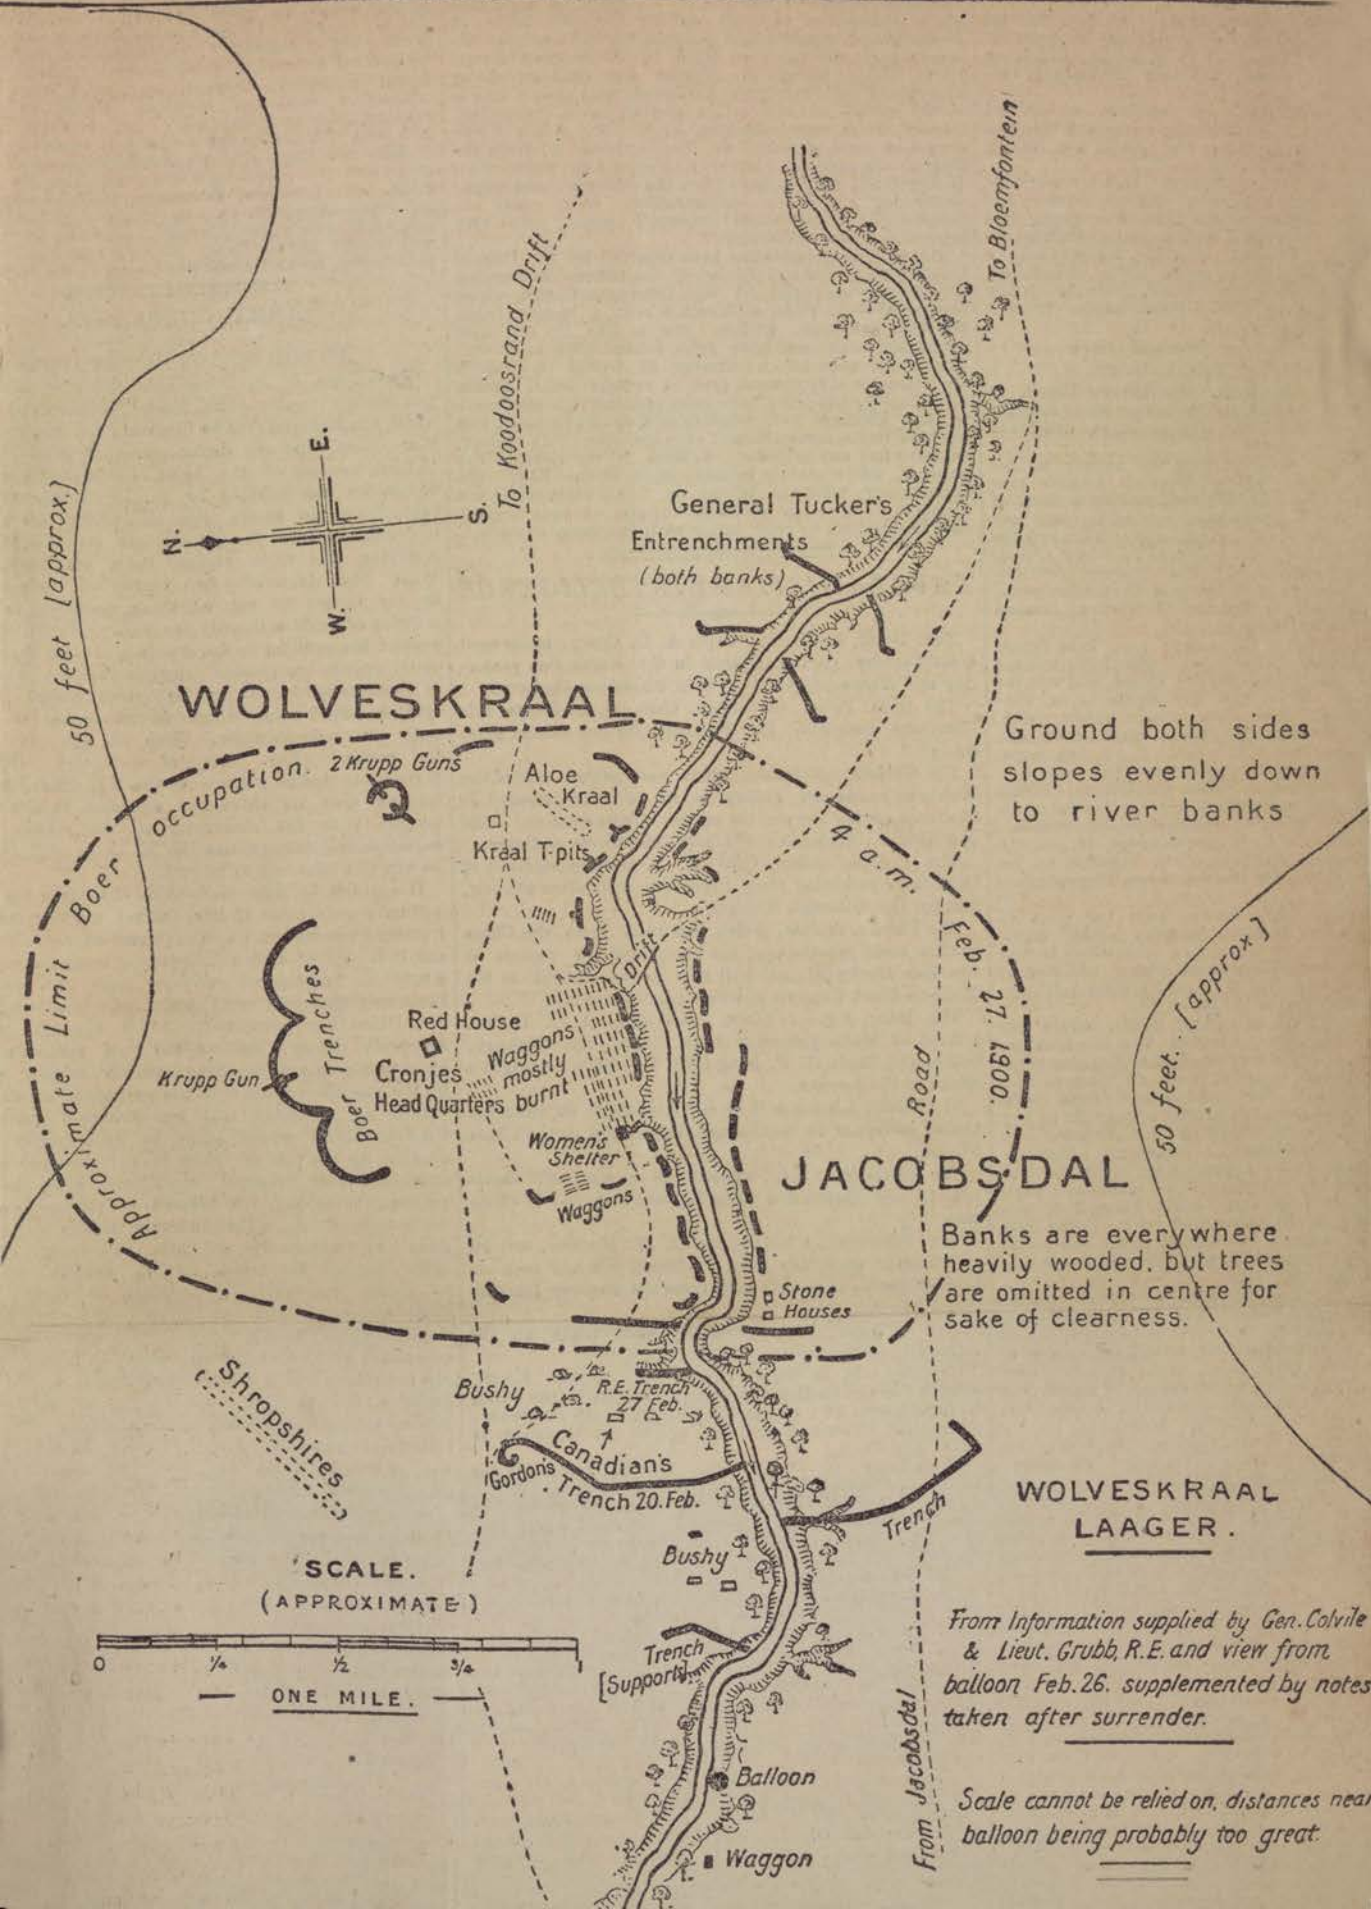 To Bloemfontein
To Koodoosrand Drift
E.
N.
S.
W.
50 feet [approx.]
General Tucker's
Entrenchments
(both banks)
WOLVESKRAAL
Ground both sides
slopes evenly down
to river banks
Approximate Limit Boer occupation. 4 a.m. Feb. 27. 1900.
2 Krupp Guns
Aloe
Kraal
Kraal T-pits
Drift
Boer Trenches
Krupp Gun
Red House
Cronjes
Head Quarters
Waggons
mostly
burnt
Women's
Shelter
Waggons
Road
50 feet. [approx]
JACOBSDAL
Banks are everywhere
heavily wooded, but trees
are omitted in centre for
sake of clearness.
Stone
Houses
Shropshires
Bushy
R.E. Trench
27 Feb.
Canadian's
Gordon's
Trench 20. Feb.
Trench
WOLVESKRAAL
LAAGER.
Bushy
SCALE.
(APPROXIMATE)
0 1/4 1/2 3/4 1
ONE MILE.
Trench
[Supports]
From Information supplied by Gen. Colvile
& Lieut. Grubb, R.E. and view from
balloon Feb. 26. supplemented by notes
taken after surrender.
From Jacobsdal
Balloon
Scale cannot be relied on, distances near
balloon being probably too great.
Waggon